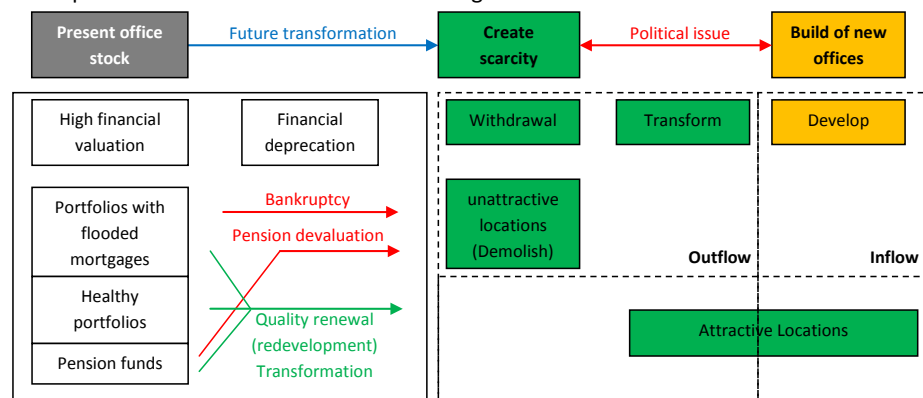 Present office
stock
Future transformation
Create
scarcity
Political issue
Build of new
offices
High financial
valuation
Financial
deprecation
Withdrawal
Transform
Develop
Portfolios with
flooded
mortgages
Bankruptcy
Pension devaluation
unattractive
locations
(Demolish)
Outflow
Inflow
Healthy
portfolios
Quality renewal
(redevelopment)
Transformation
Attractive Locations
Pension funds